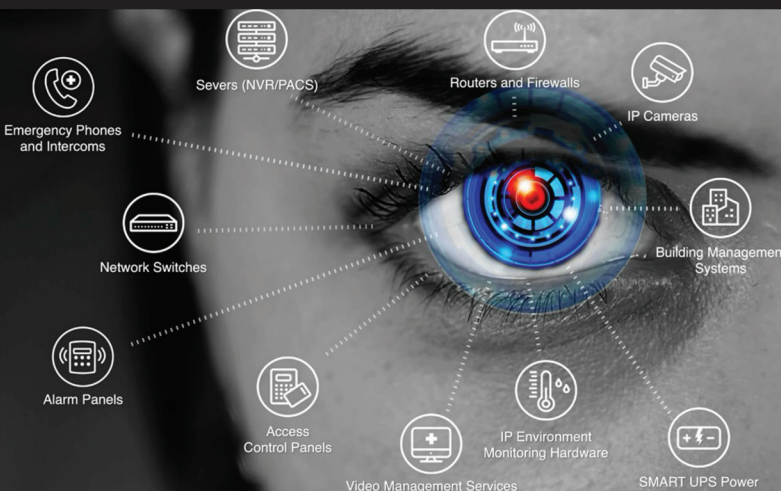 Severs (NVR/PACS)
Routers and Firewalls
IP Cameras
Emergency Phones
and Intercoms
Network Switches
Building Managemen
Systems
Alarm Panels
Access
Control Panels
IP Environment
Monitoring Hardware
Video Management Services
SMART UPS Power